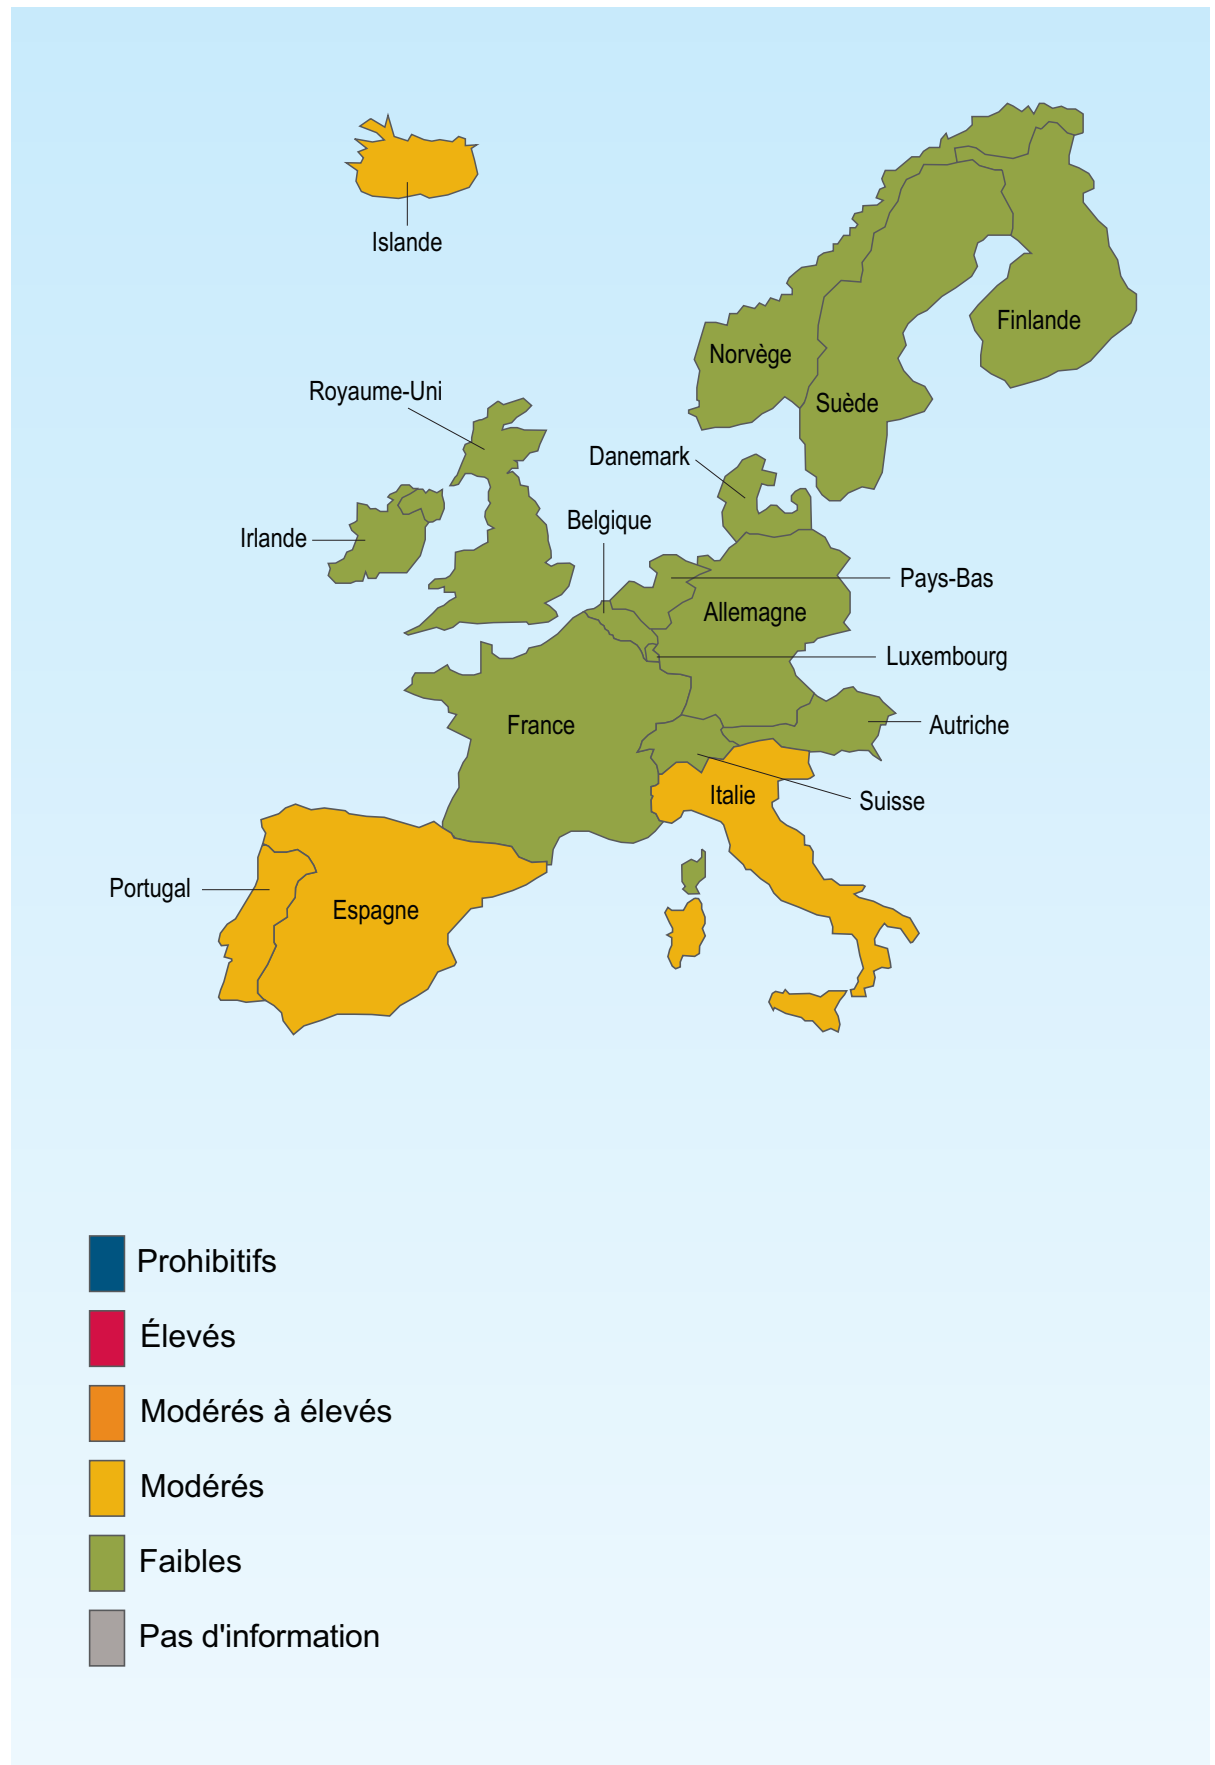 Islande
Finlande
Norvège
Royaume-Uni
Suède
Danemark
Belgique
Irlande
Pays-Bas
Allemagne
Luxembourg
France
Autriche
Italie
Suisse
Portugal
Espagne
Prohibitifs
Élevés
Modérés à élevés
Modérés
Faibles
Pas d'information